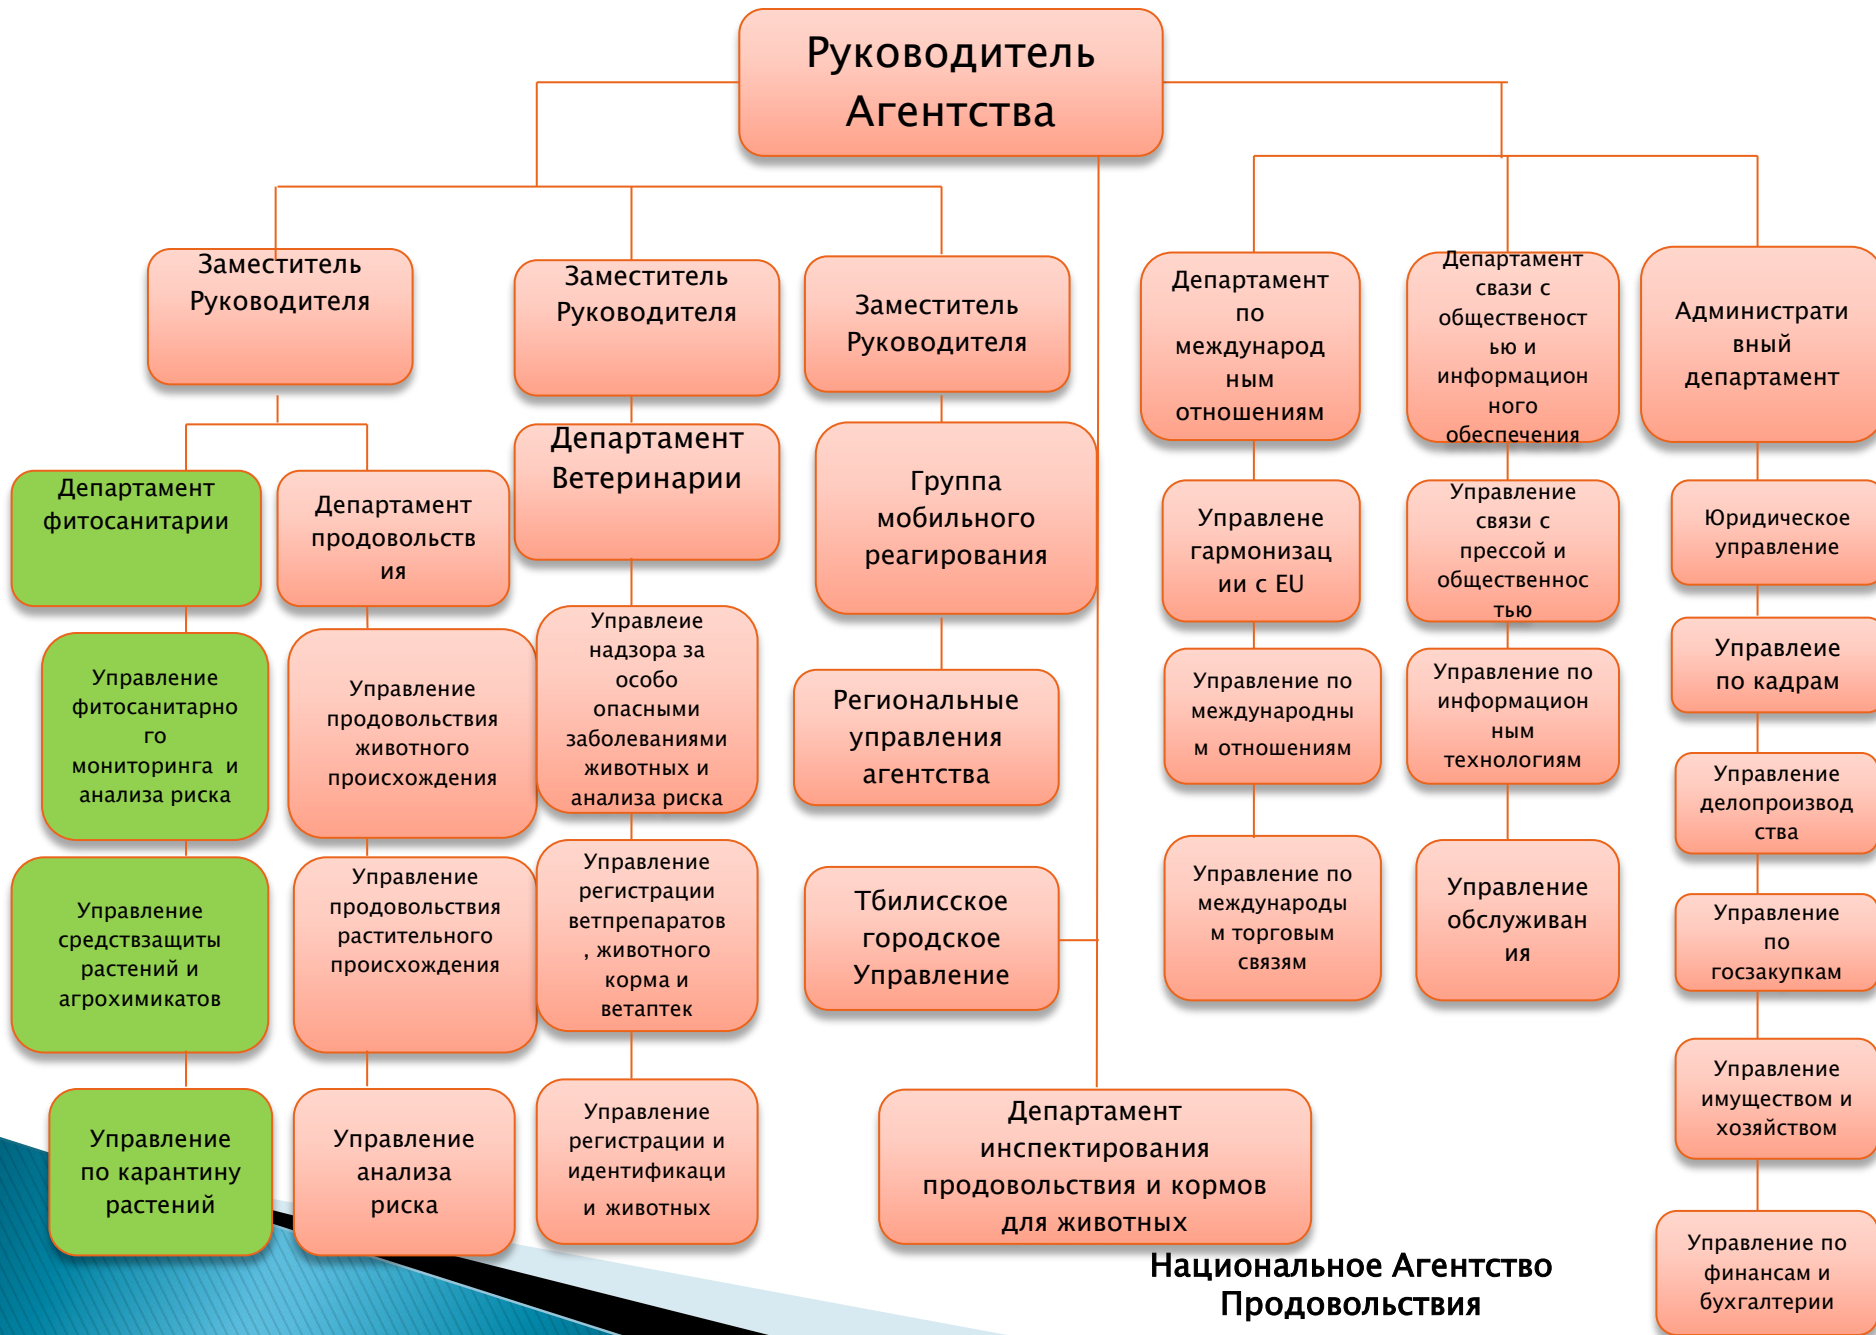 Руководитель
Агентства
Заместитель
Руководителя
Заместитель
Руководителя
Заместитель
Руководителя
Департамент
по
международ
ным
отношениям
Департамент
свази с
общественост
ью и
информацион
ного
обеспечения
Администрати
вный
департамент
Департамент
фитосанитарии
Департамент
продовольств
ия
Департамент
Ветеринарии
Группа
мобильного
реагирования
Управлене
гармонизац
ии с EU
Управление
связи с
прессой и
общественнос
тью
Юридическое
управление
Управление
фитосанитарно
го
мониторинга и
анализа риска
Управление
продовольствия
животного
происхождения
Управлеие
надзора за
особо
опасными
заболеваниями
животных и
анализа риска
Региональные
управления
агентства
Управление по
международны
м отношениям
Управление по
информацион
ным
технологиям
Управлеие
по кадрам
Управление
делопроизвод
ства
Управление
средствзащиты
растений и
агрохимикатов
Управление
продовольствия
растительного
происхождения
Управление
регистрации
ветпрепаратов
, животного
корма и
ветаптек
Тбилисское
городское
Управление
Управление по
международы
м торговым
связям
Управление
обслуживан
ия
Управление
по
госзакупкам
Управление
по карантину
растений
Управление
анализа
риска
Управление
регистрации и
идентификаци
и животных
Департамент
инспектирования
продовольствия и кормов
для животных
Управление
имуществом и
хозяйством
Управление по
финансам и
бухгалтерии
Национальное Агентство
Продовольствия